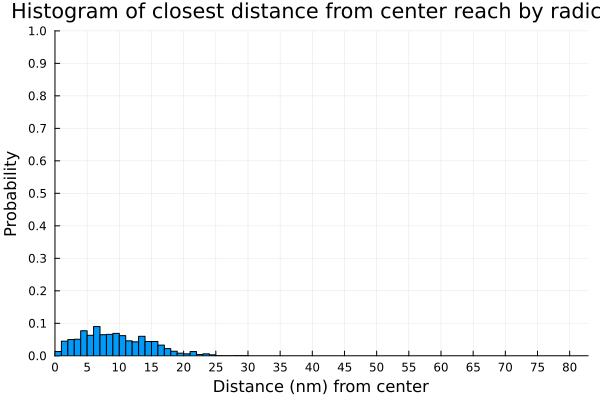 Histogram of closest distance from center reach by radic
1.0
0.9
0.8
0.7
0.6
0.5
0.4
0.3
0.2
0.1
0.0
Probability
0 5 10 15 20 25 30 35 40 45 50 55 60 65 70 75 80
Distance (nm) from center